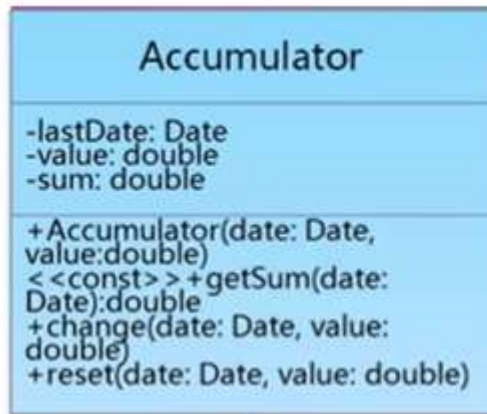 Accumulator
-lastDate: Date
-value: double
-sum: double
+Accumulator(date: Date,
value:double)
<<const>>+getSum(date:
Date):double
+change(date: Date, value:
double)
+reset(date: Date, value: double)